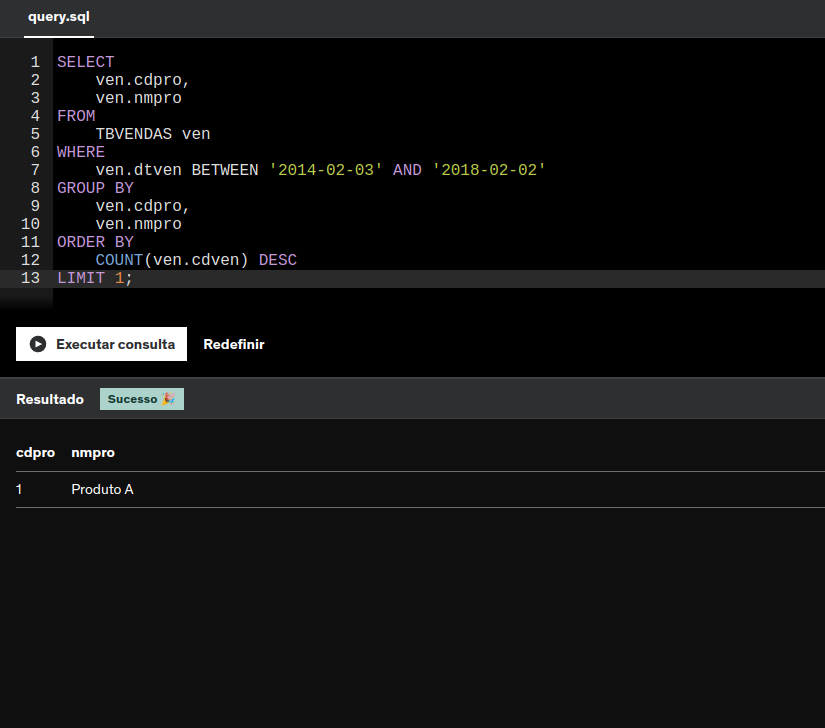 query.sql
1 SELECT
2     ven.cdpro,
3     ven.nmpro
4 FROM
5     TBVENDAS ven
6 WHERE
7     ven.dtven BETWEEN '2014-02-03' AND '2018-02-02'
8 GROUP BY
9     ven.cdpro,
10     ven.nmpro
11 ORDER BY
12     COUNT(ven.cdven) DESC
13 LIMIT 1;
Executar consulta Redefinir
Resultado Sucesso 🎉
cdpro nmpro
1 Produto A